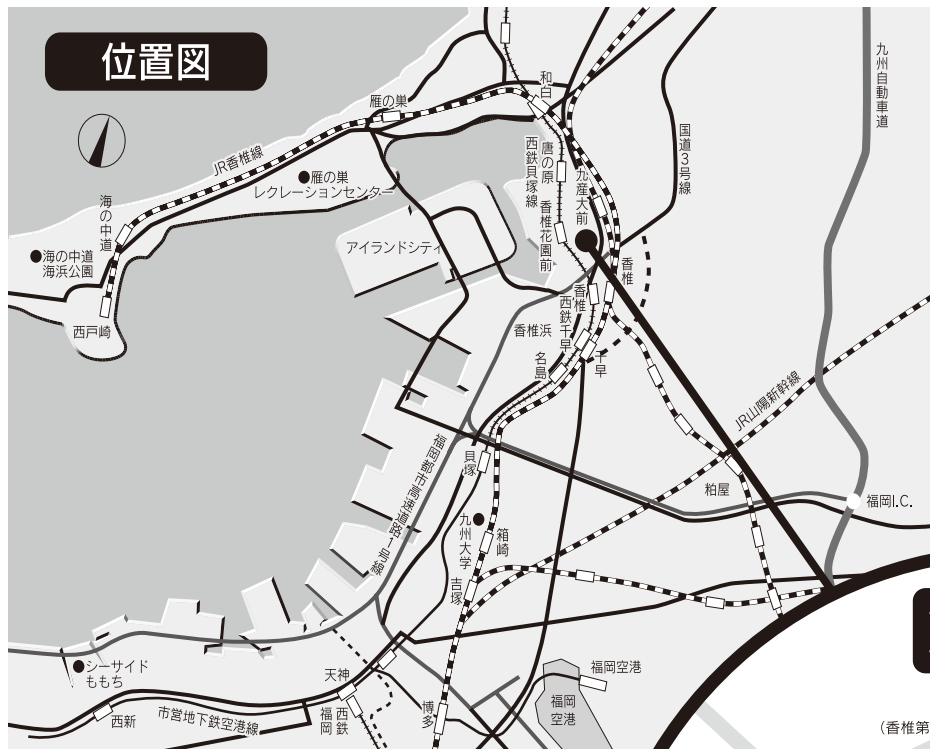 位置図
和白
雁の巣
九州自動車道
国道3号線
JR香椎線
唐の原
西鉄貝塚線
九産大前
雁の巣
レクレーションセンター
海の中道
香椎花園前
アイランドシティ
海の中道
海浜公園
香椎
香椎
西鉄千早
西戸崎
香椎浜
千早
名島
JR山陽新幹線
福岡都市高速道路1号線
貝塚
粕屋
福岡I.C.
九州大学
箱崎
吉塚
シーサイド
ももち
天神
福岡空港
福岡
空港
西鉄
福岡
博多
西新
市営地下鉄空港線
(香椎第